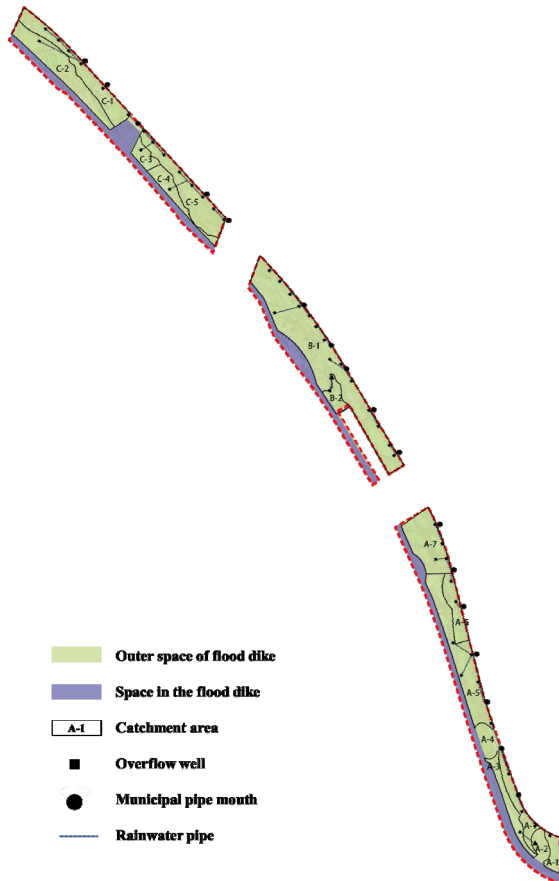 C-2
C-1
C-3
C-4
C-5
B-1
B-2
A-7
A-6
A-5
A-4
A-3
A-2
A-1
Outer space of flood dike
Space in the flood dike
A-1 Catchment area
Overflow well
Municipal pipe mouth
Rainwater pipe